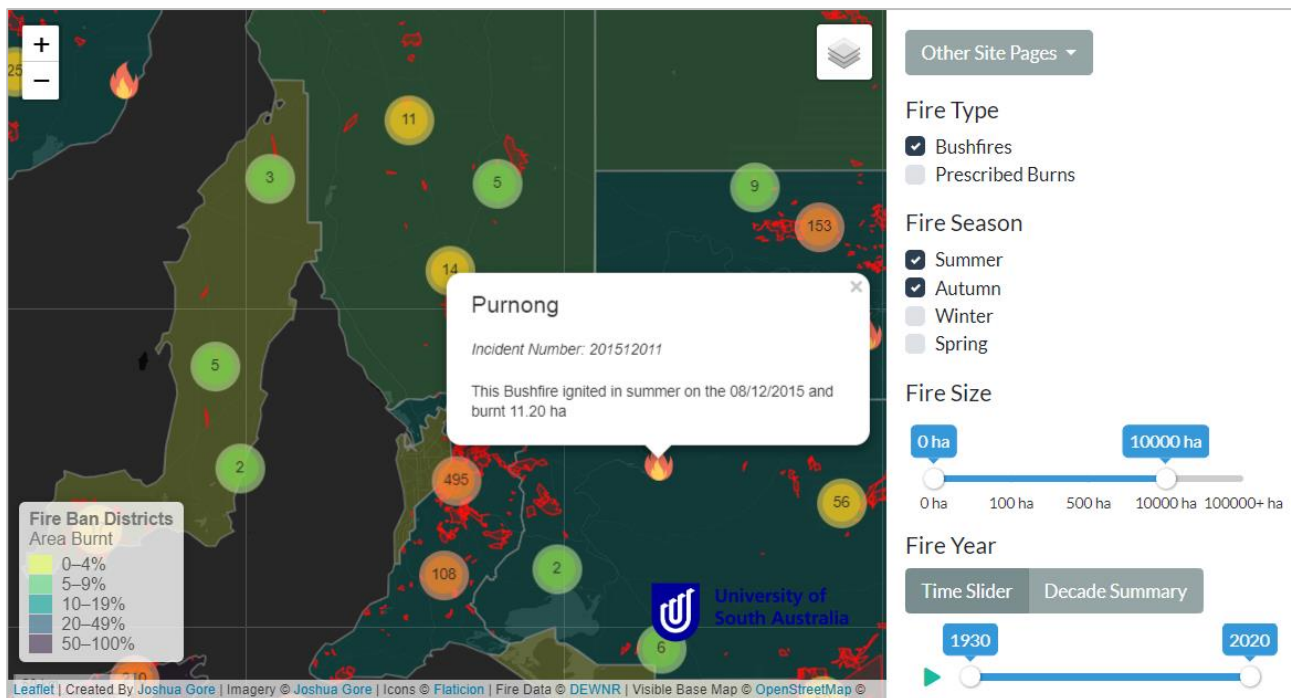 +
−
25
11
3
5
9
153
14
Purnong
×
Incident Number: 201512011
This Bushfire ignited in summer on the 08/12/2015 and
burnt 11.20 ha
5
2
495
56
108
2
6
University of
South Australia
Fire Ban Districts
Area Burnt
0–4%
5–9%
10–19%
20–49%
50–100%
Leaflet | Created By Joshua Gore | Imagery © Joshua Gore | Icons © Flaticion | Fire Data © DEWNR | Visible Base Map © OpenStreetMap ©
Other Site Pages
Fire Type
Bushfires
Prescribed Burns
Fire Season
Summer
Autumn
Winter
Spring
Fire Size
0 ha 10000 ha
0 ha 100 ha 500 ha 10000 ha 100000+ ha
Fire Year
Time Slider Decade Summary
1930 2020